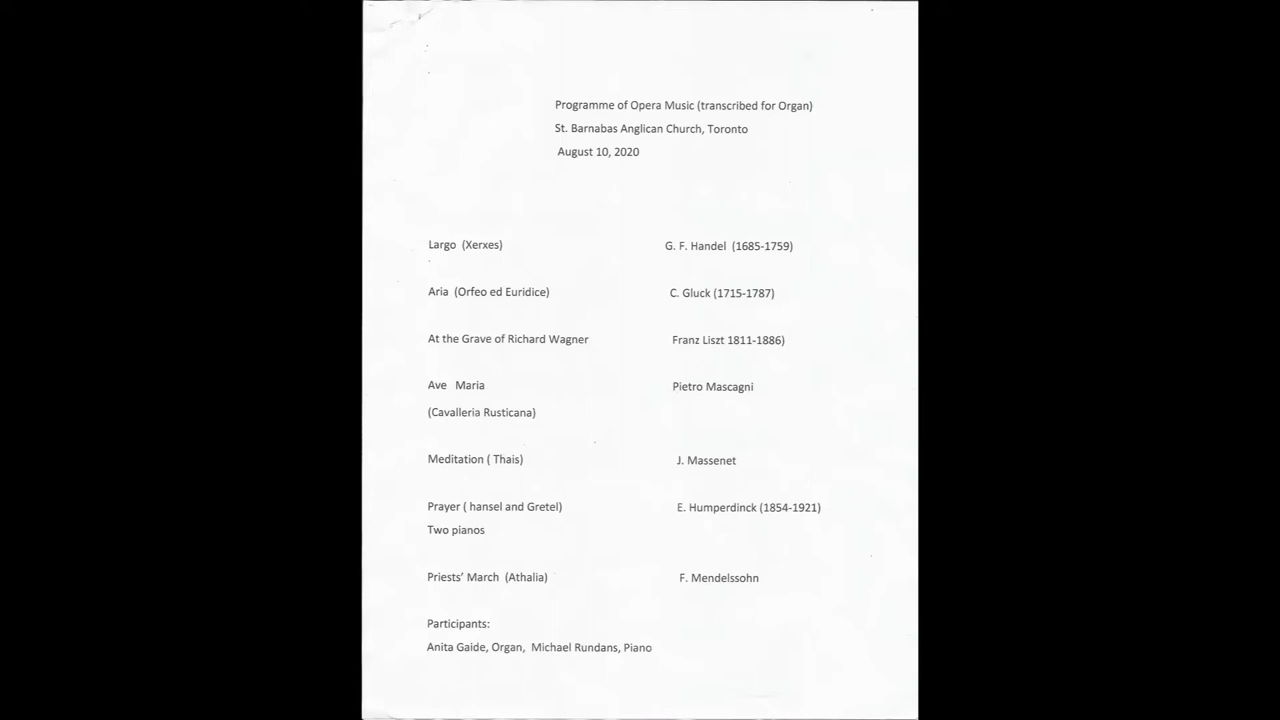 Programme of Opera Music (transcribed for Organ)
St. Barnabas Anglican Church, Toronto
August 10, 2020
Largo (Xerxes) G. F. Handel (1685-1759)
Aria (Orfeo ed Euridice) C. Gluck (1715-1787)
At the Grave of Richard Wagner Franz Liszt 1811-1886)
Ave Maria Pietro Mascagni
(Cavalleria Rusticana)
Meditation ( Thais) J. Massenet
Prayer ( hansel and Gretel) E. Humperdinck (1854-1921)
Two pianos
Priests' March (Athalia) F. Mendelssohn
Participants:
Anita Gaide, Organ, Michael Rundans, Piano